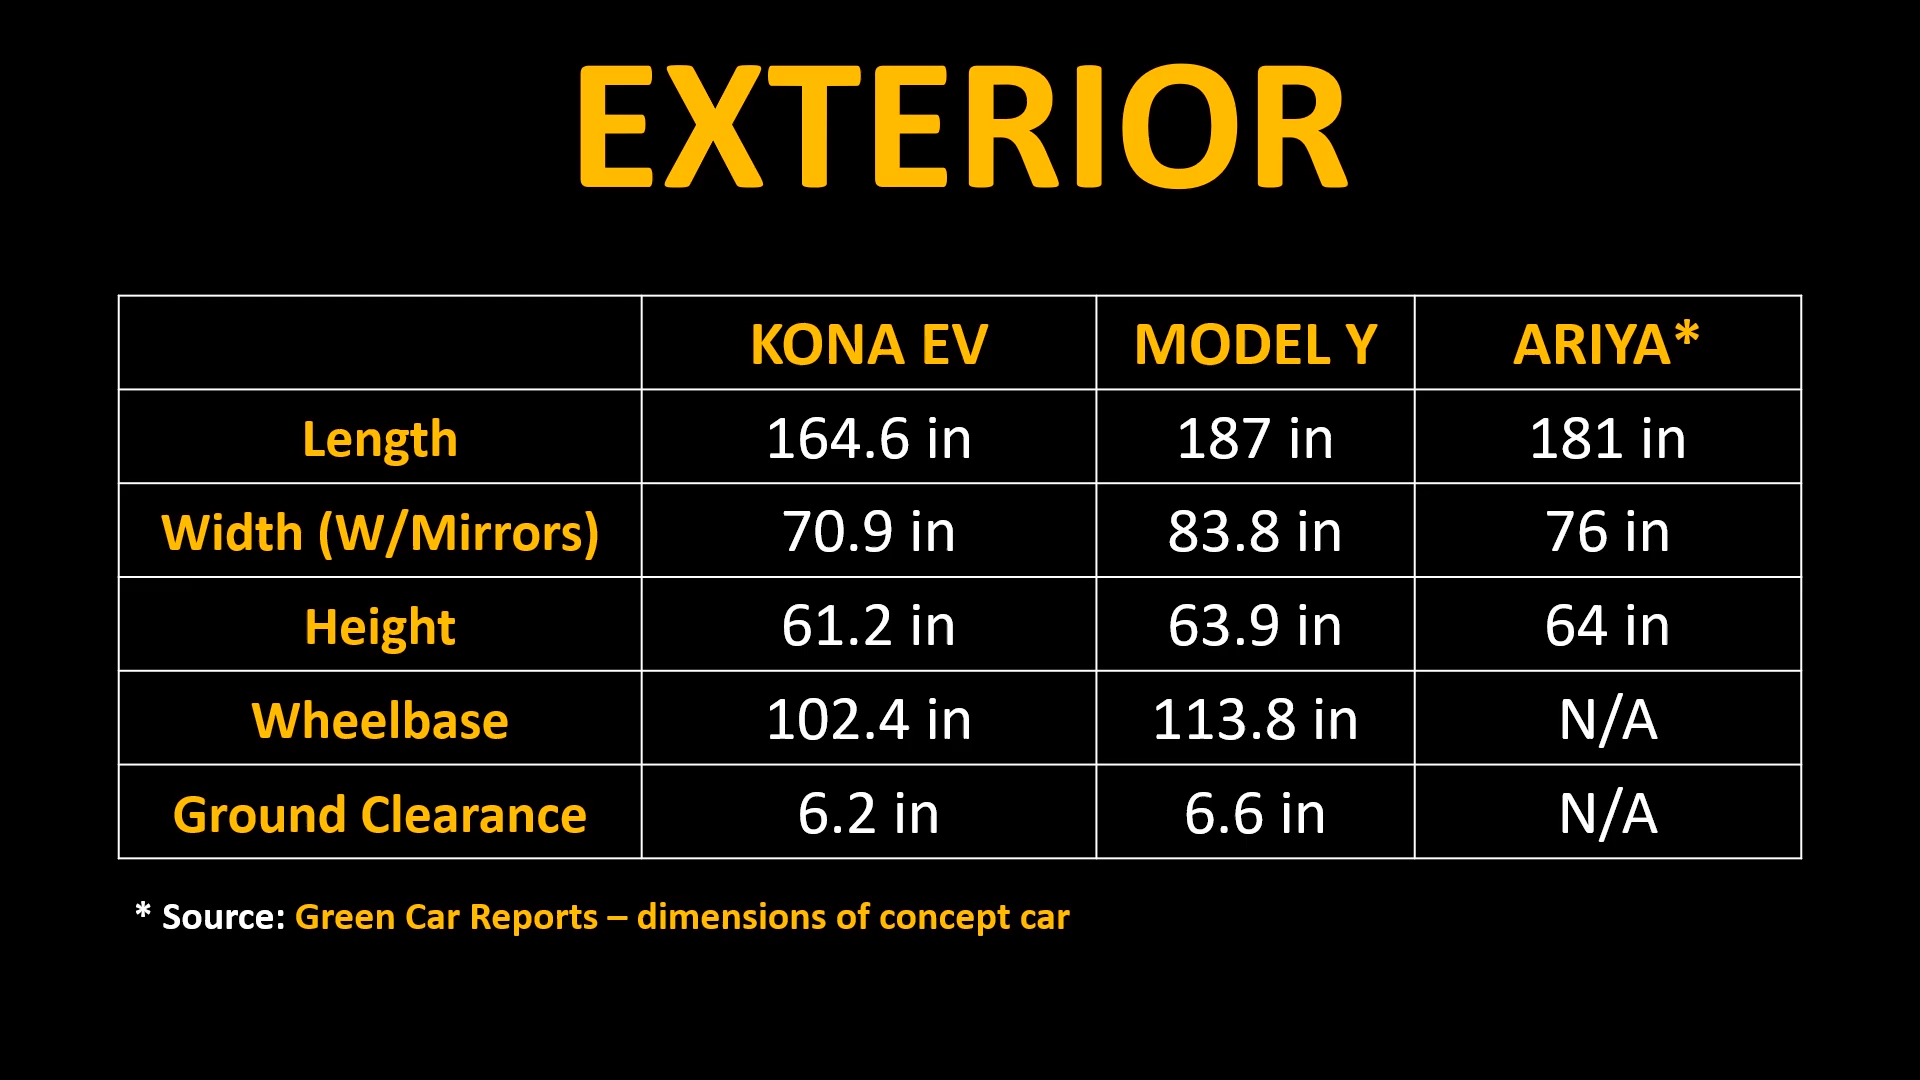 EXTERIOR
KONA EV MODEL Y ARIYA*
Length 164.6 in 187 in 181 in
Width (W/Mirrors) 70.9 in 83.8 in 76 in
Height 61.2 in 63.9 in 64 in
Wheelbase 102.4 in 113.8 in N/A
Ground Clearance 6.2 in 6.6 in N/A
* Source: Green Car Reports – dimensions of concept car